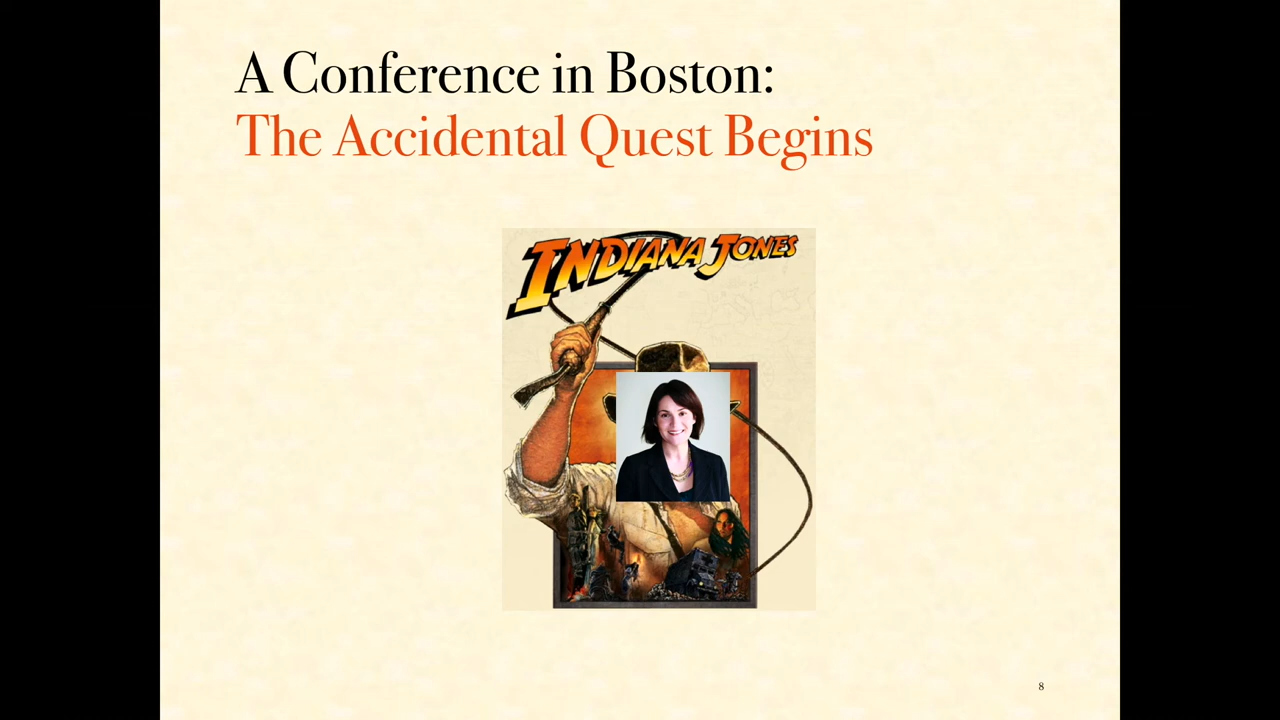 A Conference in Boston:
The Accidental Quest Begins
INDIANA JONES
8